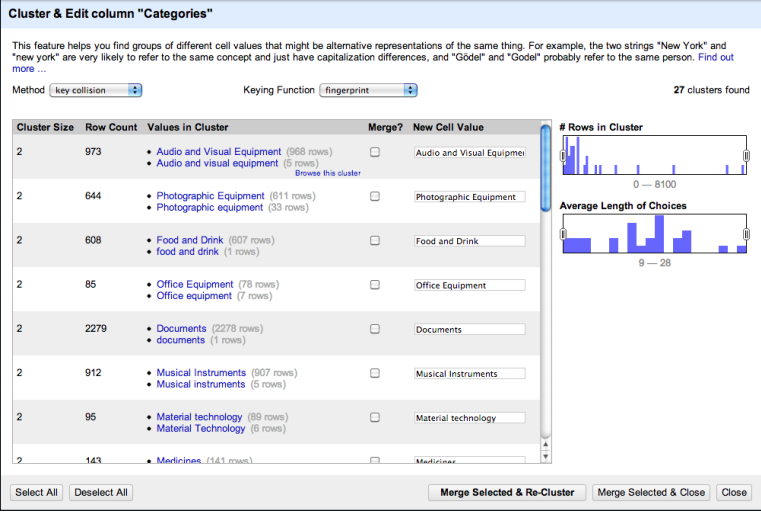 Cluster & Edit column "Categories"
This feature helps you find groups of different cell values that might be alternative representations of the same thing. For example, the two strings "New York" and
"new york" are very likely to refer to the same concept and just have capitalization differences, and "Gödel" and "Godel" probably refer to the same person. Find out
more ...
Method key collision Keying Function fingerprint 27 clusters found
Cluster Size Row Count Values in Cluster Merge? New Cell Value # Rows in Cluster
2 973 • Audio and Visual Equipment (968 rows) Audio and Visual Equipmei
• Audio and visual equipment (5 rows)
Browse this cluster
0 — 8100
2 644 • Photographic Equipment (611 rows) Photographic Equipment
• Photographic equipment (33 rows)
Average Length of Choices
2 608 • Food and Drink (607 rows) Food and Drink
• food and drink (1 rows)
9 — 28
2 85 • Office Equipment (78 rows) Office Equipment
• Office equipment (7 rows)
2 2279 • Documents (2278 rows) Documents
• documents (1 rows)
2 912 • Musical Instruments (907 rows) Musical Instruments
• Musical instruments (5 rows)
2 95 • Material technology (89 rows) Material technology
• Material Technology (6 rows)
2 143 • Medicines (141 rows) Medicines
Select All Deselect All Merge Selected & Re-Cluster Merge Selected & Close Close